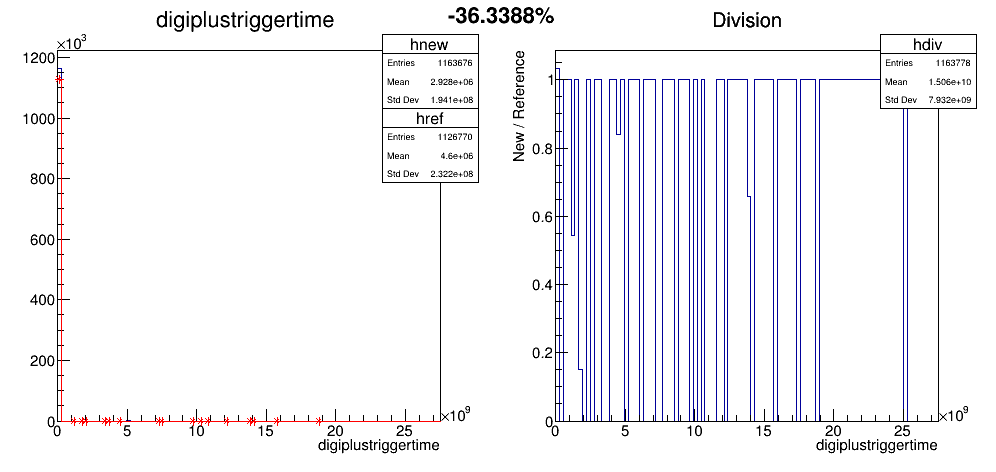 digiplustriggertime
-36.3388%
Division
×10³
hnew
Entries 1163676
Mean 2.928e+06
Std Dev 1.941e+08
href
Entries 1126770
Mean 4.6e+06
Std Dev 2.322e+08
1200
1000
800
600
400
200
0
0 5 10 15 20 25
×10⁹
digiplustriggertime
hdiv
Entries 1163778
Mean 1.506e+10
Std Dev 7.932e+09
New / Reference
1
0.8
0.6
0.4
0.2
0
0 5 10 15 20 25
×10⁹
digiplustriggertime